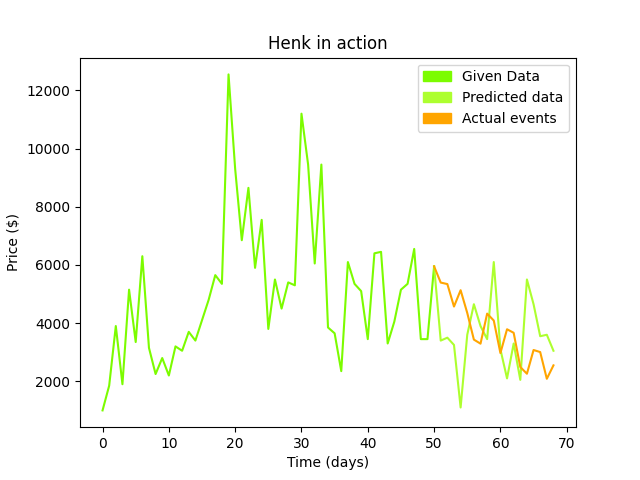 Henk in action
Given Data
Predicted data
Actual events
Price ($)
12000
10000
8000
6000
4000
2000
0 10 20 30 40 50 60 70
Time (days)